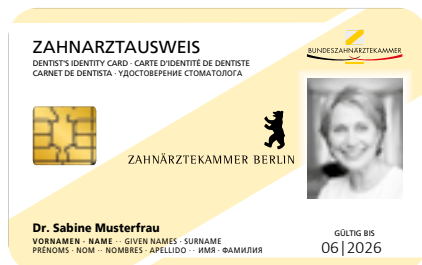 ZAHNARZTAUSWEIS
DENTIST'S IDENTITY CARD · CARTE D'IDENTITÉ DE DENTISTE
CARNET DE DENTISTA · УДОСТОВЕРЕНИЕ СТОМАТОЛОГА
BUNDESZAHNÄRZTEKAMMER
ZAHNÄRZTEKAMMER BERLIN
Dr. Sabine Musterfrau
VORNAMEN · NAME ·· GIVEN NAMES · SURNAME
PRÉNOMS · NOM ·· NOMBRES · APELLIDO ·· ИМЯ · ФАМИЛИЯ
GÜLTIG BIS
06|2026